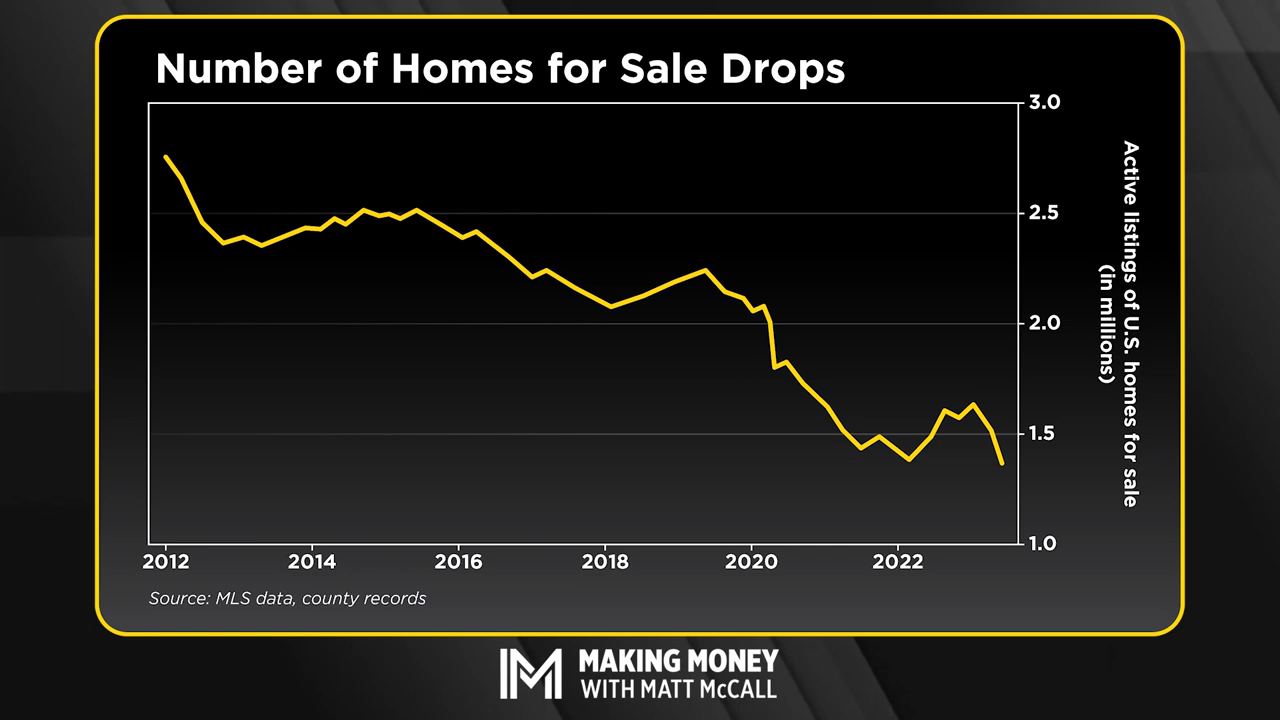 Number of Homes for Sale Drops
3.0
2.5
2.0
1.5
1.0
Active listings of U.S. homes for sale
(in millions)
2012 2014 2016 2018 2020 2022
Source: MLS data, county records
IM MAKING MONEY
WITH MATT McCALL